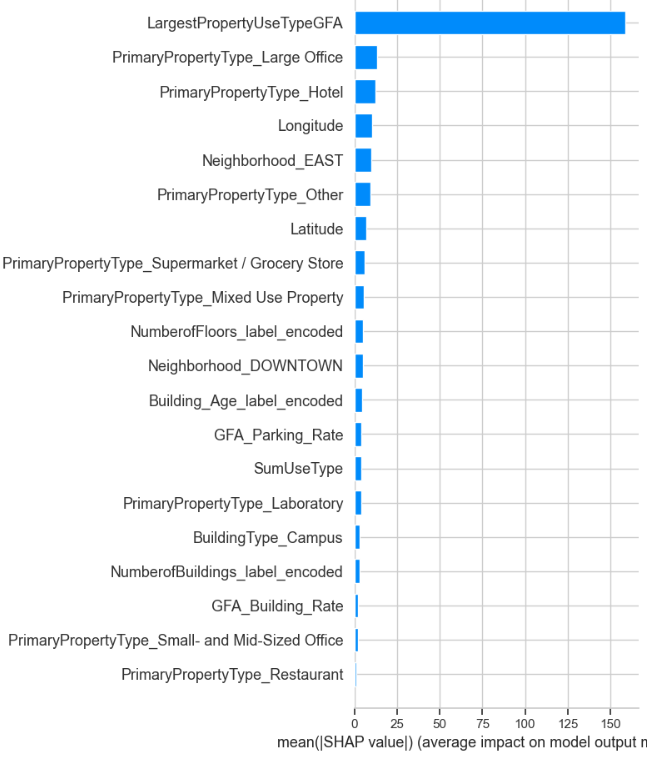 LargestPropertyUseTypeGFA
PrimaryPropertyType_Large Office
PrimaryPropertyType_Hotel
Longitude
Neighborhood_EAST
PrimaryPropertyType_Other
Latitude
PrimaryPropertyType_Supermarket / Grocery Store
PrimaryPropertyType_Mixed Use Property
NumberofFloors_label_encoded
Neighborhood_DOWNTOWN
Building_Age_label_encoded
GFA_Parking_Rate
SumUseType
PrimaryPropertyType_Laboratory
BuildingType_Campus
NumberofBuildings_label_encoded
GFA_Building_Rate
PrimaryPropertyType_Small- and Mid-Sized Office
PrimaryPropertyType_Restaurant
0 25 50 75 100 125 150
mean(|SHAP value|) (average impact on model output